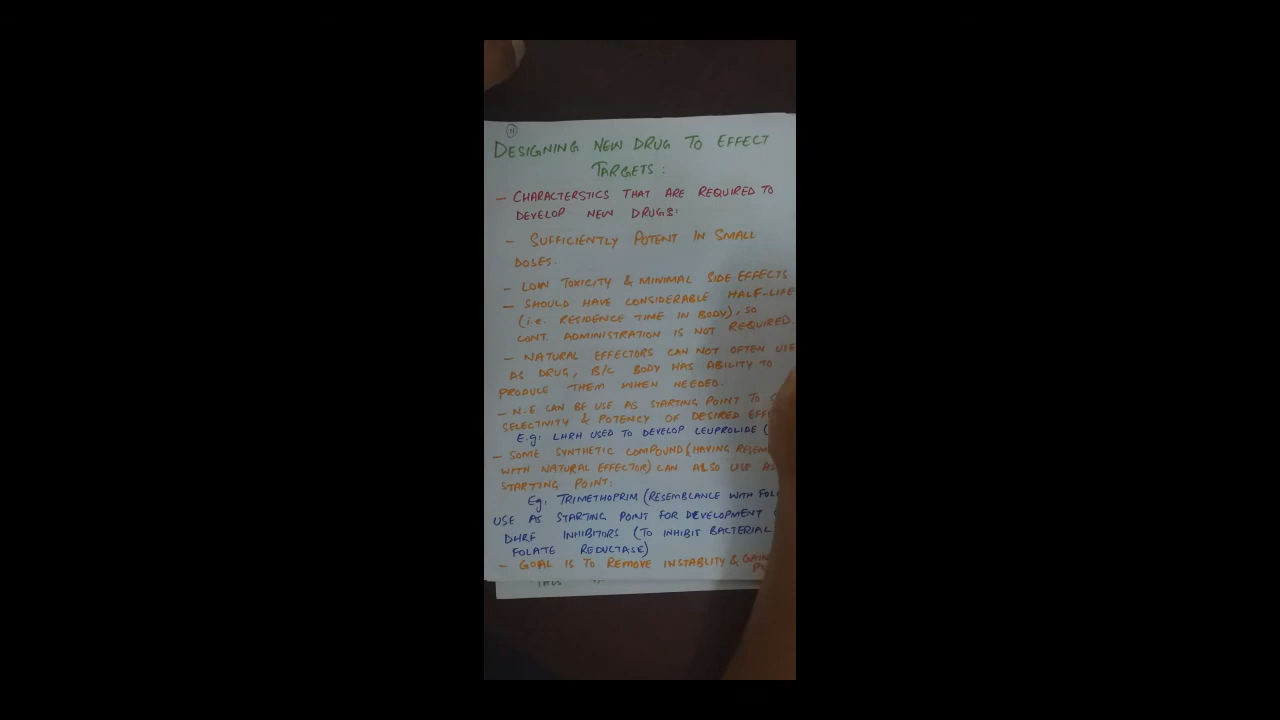 11
DESIGNING NEW DRUG TO EFFECT
TARGETS:
- CHARACTERSTICS THAT ARE REQUIRED TO
DEVELOP NEW DRUGS:
- SUFFICIENTLY POTENT IN SMALL
DOSES.
- LOW TOXICITY & MINIMAL SIDE EFFECTS
- SHOULD HAVE CONSIDERABLE HALF-LIFE
(i.e. RESIDENCE TIME IN BODY), SO
CONT. ADMINISTRATION IS NOT REQUIRED.
- NATURAL EFFECTORS CAN NOT OFTEN USE
AS DRUG, B/C BODY HAS ABILITY TO
PRODUCE THEM WHEN NEEDED.
- N.E CAN BE USE AS STARTING POINT TO
SELECTINITY & POTENCY OF DESIRED
E.g: LHRH USED TO DEVELOP LEUPROLIDE (
- SOME SYNTHETIC COMPOUND (HAVING
WITH NATURAL EFFECTOR) CAN ALSO USE AS
STARTING POINT:
Eg: TRIMETHOPRIM (RESEMBLANCE WITH
USE AS STARTING POINT FOR DEVELOPMENT
DHRF INHIBITORS (TO INHIBIT BACTERIAL
FOLATE REDUCTASE)
- GOAL IS TO REMOVE INSTABLITY &